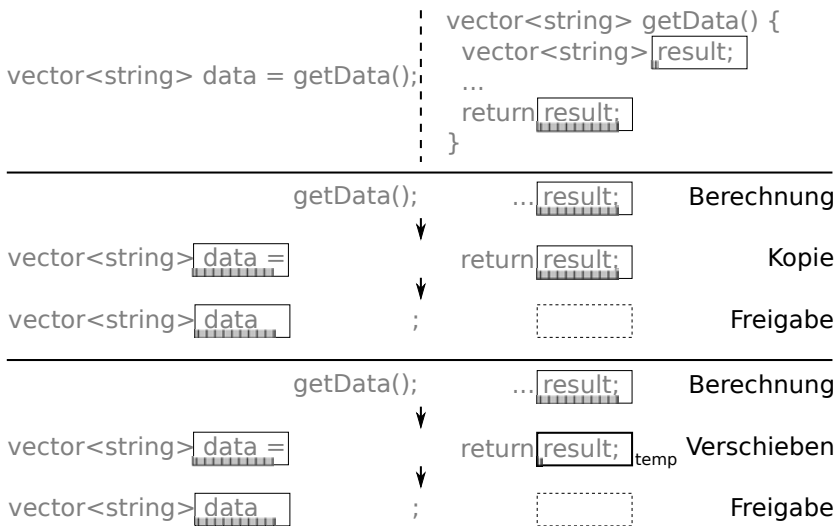 vector<string> getData() {
vector<string> result;
vector<string> data = getData();
...
return result;
}
getData(); ... result; Berechnung
vector<string> data = return result; Kopie
vector<string> data ; Freigabe
getData(); ... result; Berechnung
vector<string> data = return result; temp Verschieben
vector<string> data ; Freigabe